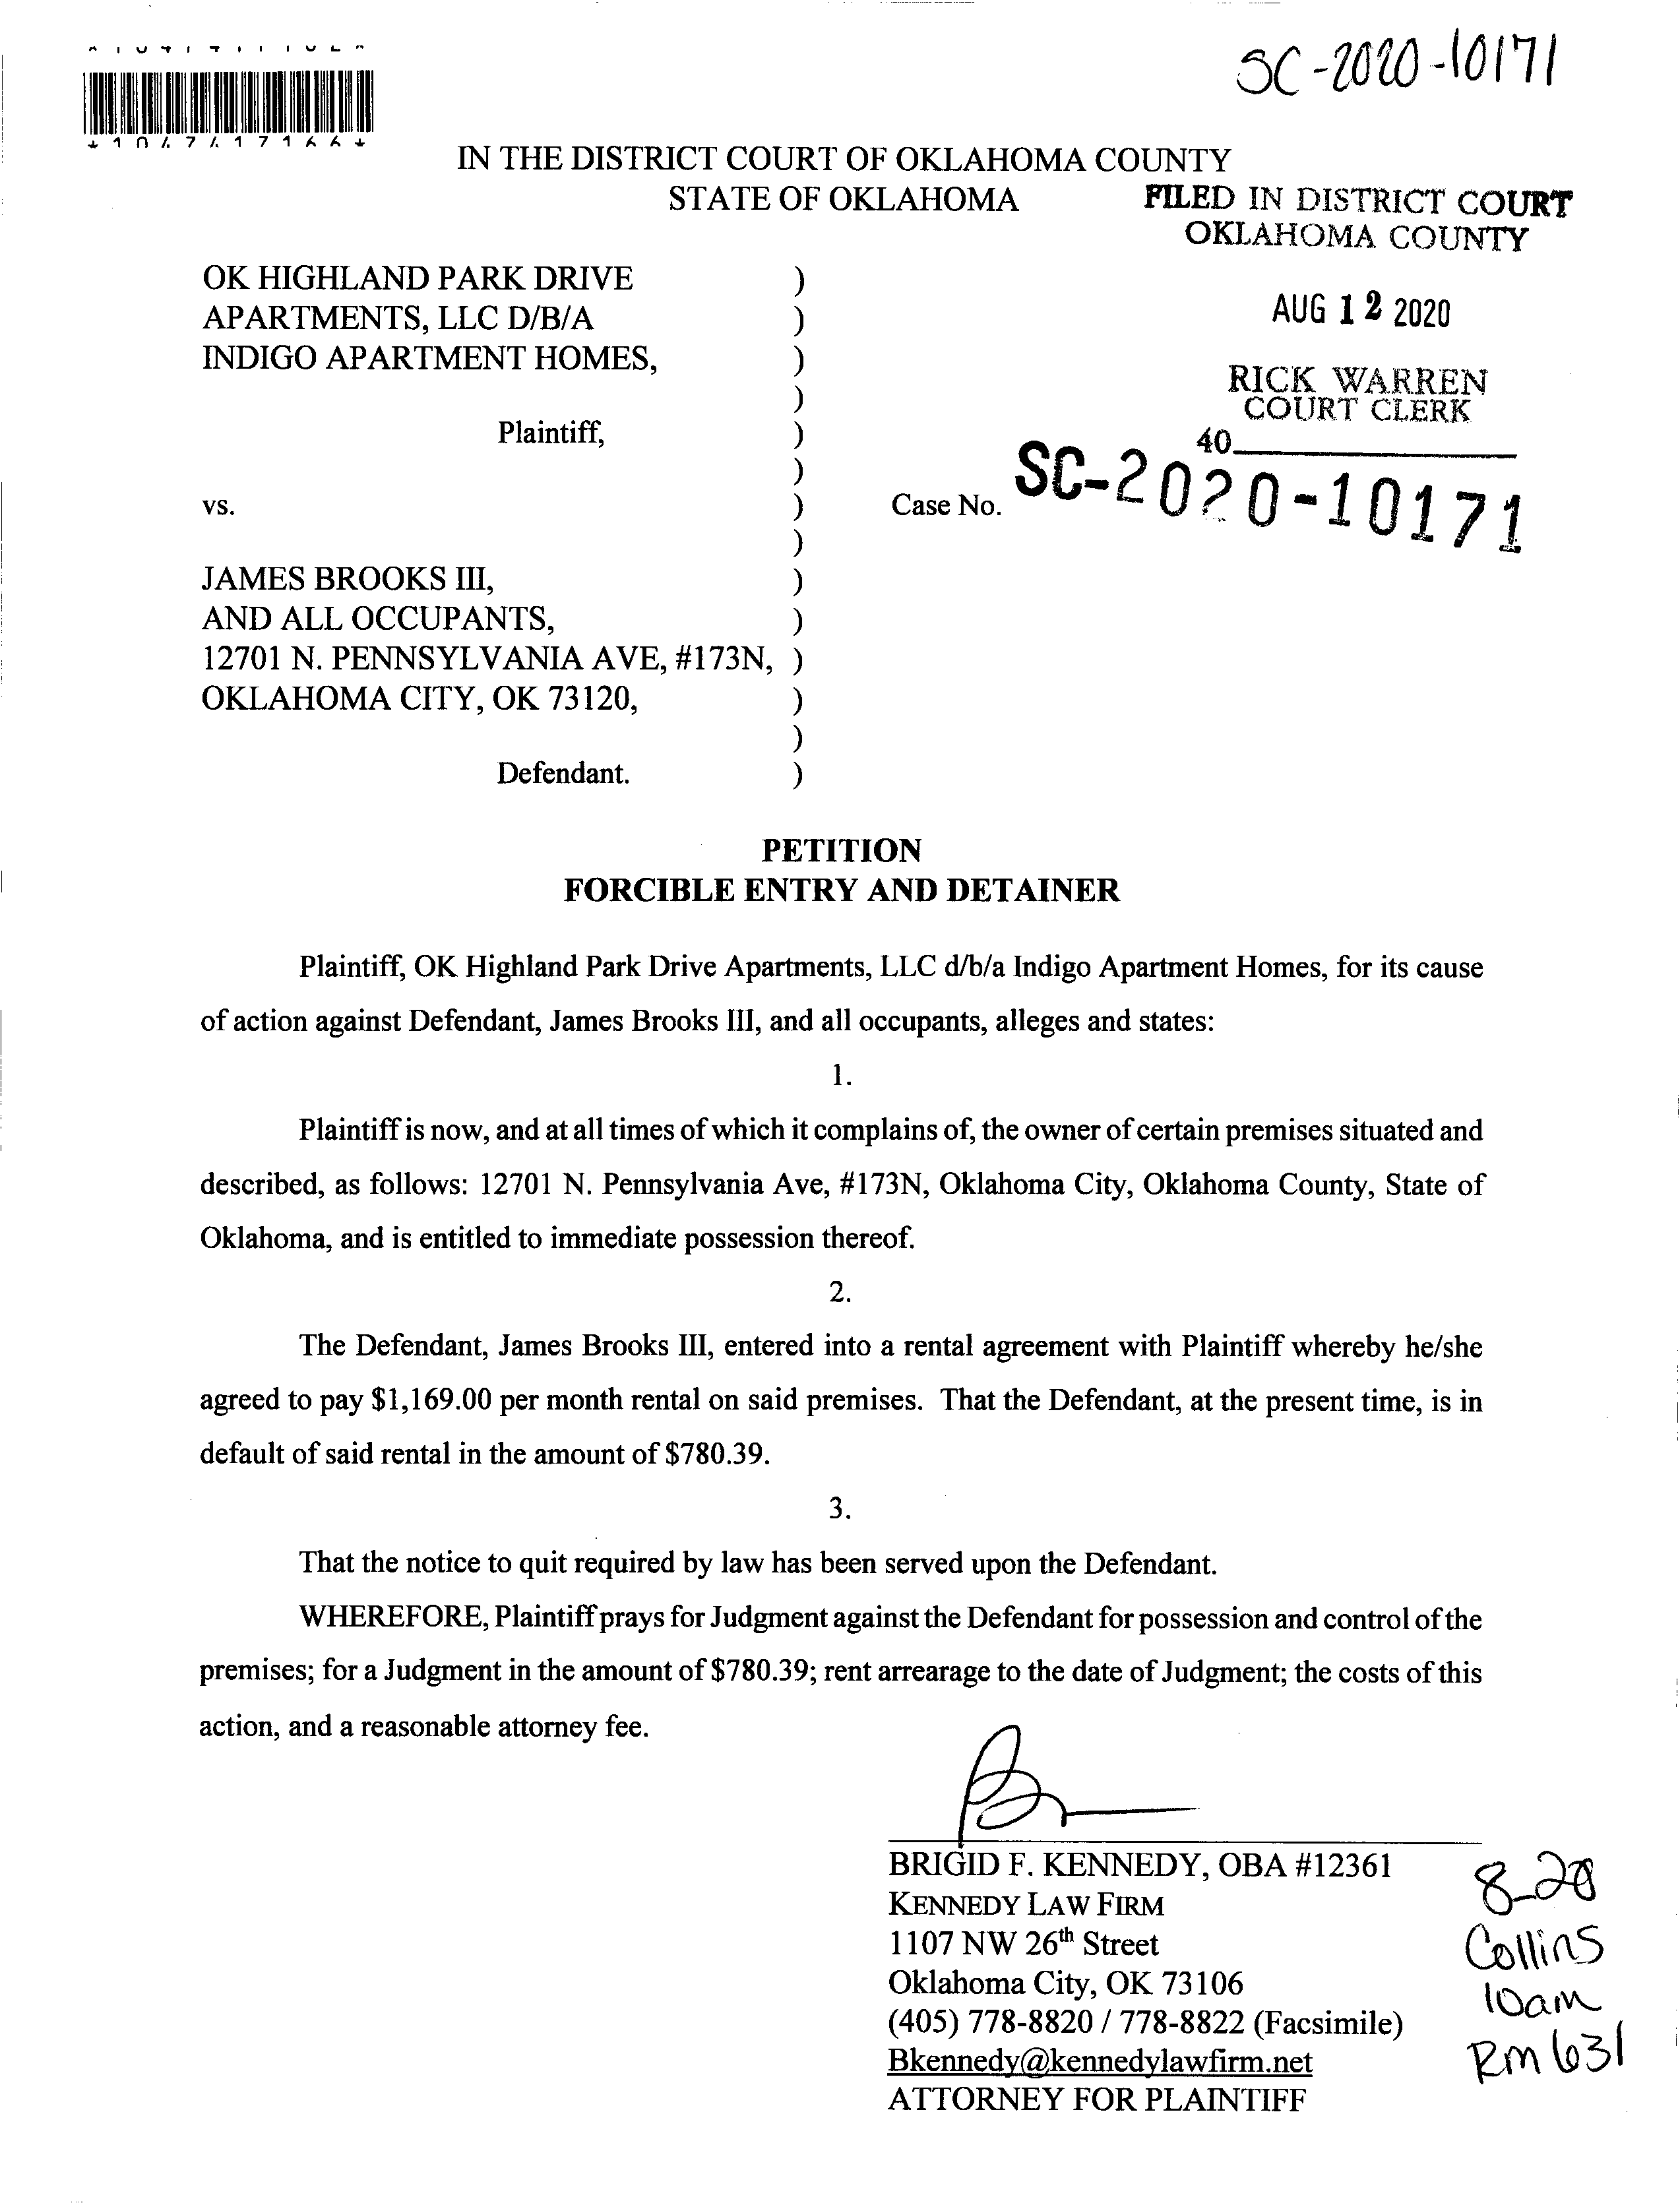 SC-2020-10171
IN THE DISTRICT COURT OF OKLAHOMA COUNTY
STATE OF OKLAHOMA
FILED IN DISTRICT COURT
OKLAHOMA COUNTY
OK HIGHLAND PARK DRIVE )
APARTMENTS, LLC D/B/A )
INDIGO APARTMENT HOMES, )
)
AUG 12 2020
RICK WARREN
COURT CLERK
40
Plaintiff, )
)
vs. ) Case No. SC-2020-10171
)
JAMES BROOKS III, )
AND ALL OCCUPANTS, )
12701 N. PENNSYLVANIA AVE, #173N, )
OKLAHOMA CITY, OK 73120, )
)
Defendant. )
PETITION
FORCIBLE ENTRY AND DETAINER
Plaintiff, OK Highland Park Drive Apartments, LLC d/b/a Indigo Apartment Homes, for its cause
of action against Defendant, James Brooks III, and all occupants, alleges and states:
1.
Plaintiff is now, and at all times of which it complains of, the owner of certain premises situated and
described, as follows: 12701 N. Pennsylvania Ave, #173N, Oklahoma City, Oklahoma County, State of
Oklahoma, and is entitled to immediate possession thereof.
2.
The Defendant, James Brooks III, entered into a rental agreement with Plaintiff whereby he/she
agreed to pay $1,169.00 per month rental on said premises. That the Defendant, at the present time, is in
default of said rental in the amount of $780.39.
3.
That the notice to quit required by law has been served upon the Defendant.
WHEREFORE, Plaintiff prays for Judgment against the Defendant for possession and control of the
premises; for a Judgment in the amount of $780.39; rent arrearage to the date of Judgment; the costs of this
action, and a reasonable attorney fee.
BRIGID F. KENNEDY, OBA #12361
KENNEDY LAW FIRM
1107 NW 26th Street
Oklahoma City, OK 73106
(405) 778-8820 / 778-8822 (Facsimile)
Bkennedy@kennedylawfirm.net
ATTORNEY FOR PLAINTIFF
8-20
Collins
10am
Rm 631